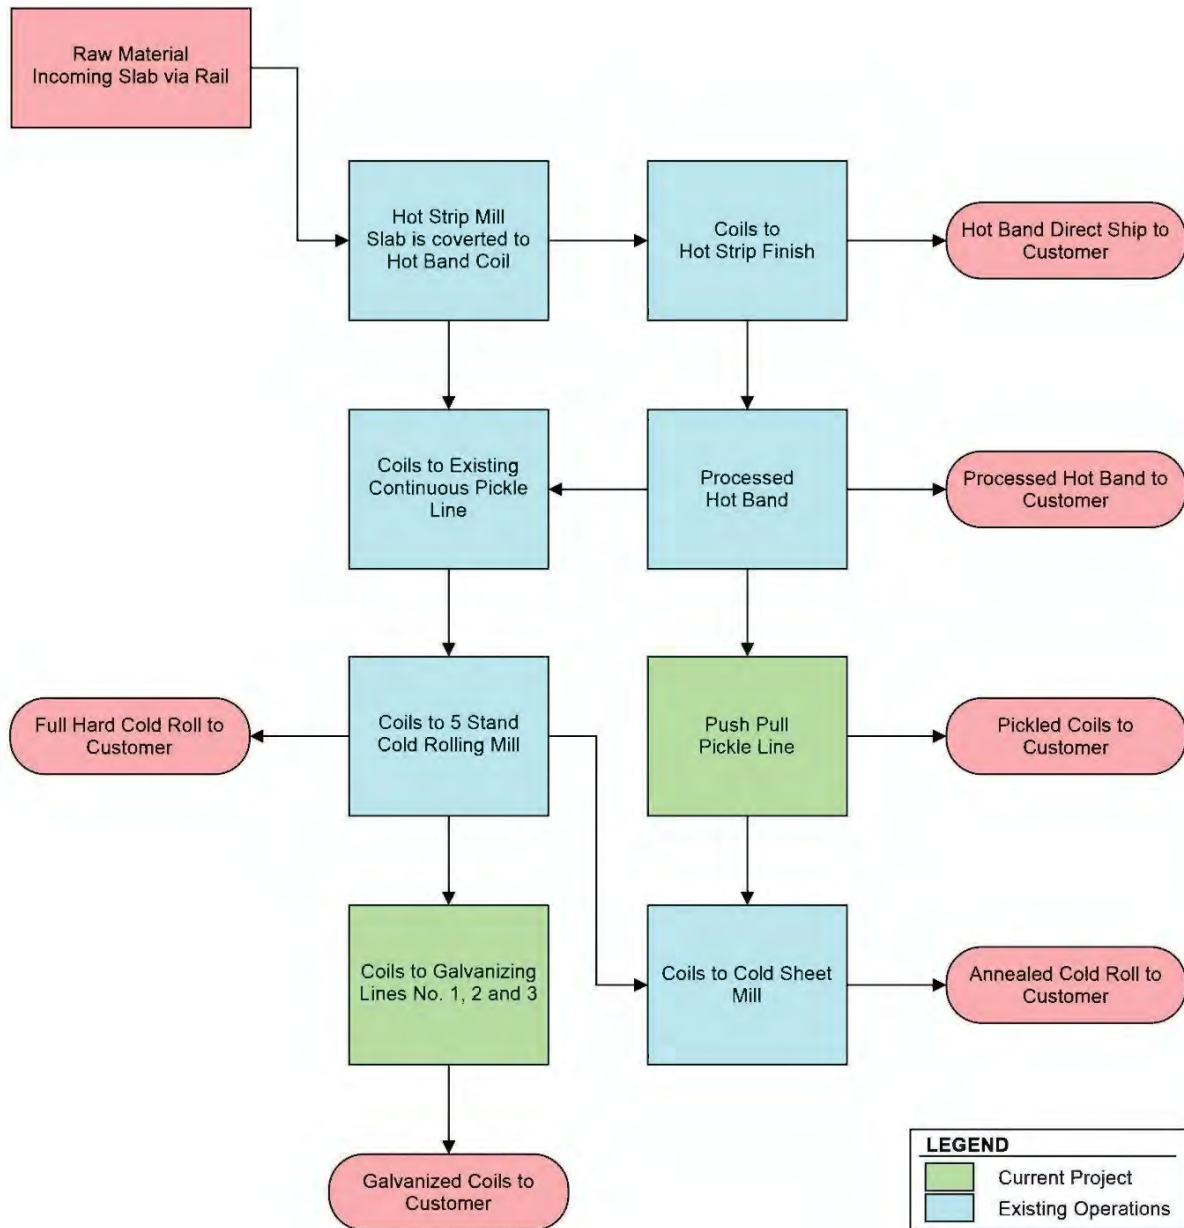 Raw Material
Incoming Slab via Rail
Hot Strip Mill
Slab is coverted to
Hot Band Coil
Coils to
Hot Strip Finish
Hot Band Direct Ship to
Customer
Coils to Existing
Continuous Pickle
Line
Processed
Hot Band
Processed Hot Band to
Customer
Full Hard Cold Roll to
Customer
Coils to 5 Stand
Cold Rolling Mill
Push Pull
Pickle Line
Pickled Coils to
Customer
Coils to Galvanizing
Lines No. 1, 2 and 3
Coils to Cold Sheet
Mill
Annealed Cold Roll to
Customer
Galvanized Coils to
Customer
LEGEND
Current Project
Existing Operations